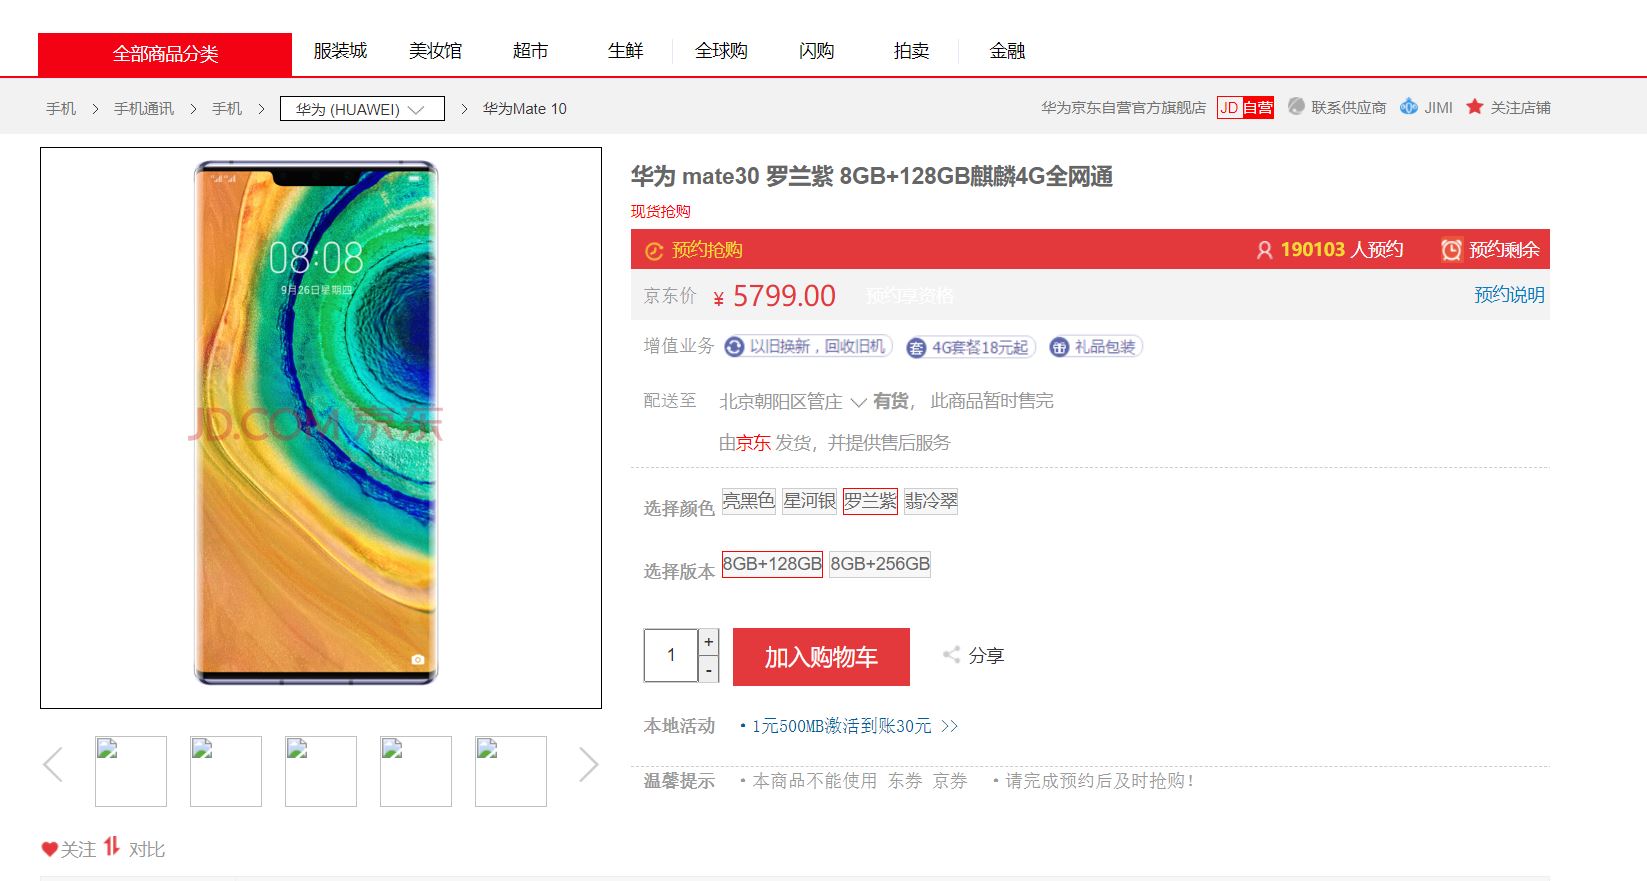 全部商品分类 服装城 美妆馆 超市 生鲜 全球购 闪购 拍卖 金融
手机 > 手机通讯 > 手机 > 华为 (HUAWEI) > 华为Mate 10 华为京东自营官方旗舰店 JD 自营 联系供应商 JIMI 关注店铺
08:08
9月26日星期四
JD.COM 京东
华为 mate30 罗兰紫 8GB+128GB麒麟4G全网通
现货抢购
预约抢购 190103 人预约 预约剩余
京东价 ¥ 5799.00 预约享资格 预约说明
增值业务 以旧换新，回收旧机 套 4G套餐18元起 礼品包装
配送至 北京朝阳区管庄 有货， 此商品暂时售完
由京东 发货，并提供售后服务
选择颜色 亮黑色 星河银 罗兰紫 翡冷翠
选择版本 8GB+128GB 8GB+256GB
1 + - 加入购物车 分享
本地活动 ・1元500MB激活到账30元 >>
温馨提示 ・本商品不能使用 东券 京券 ・请完成预约后及时抢购！
关注 对比